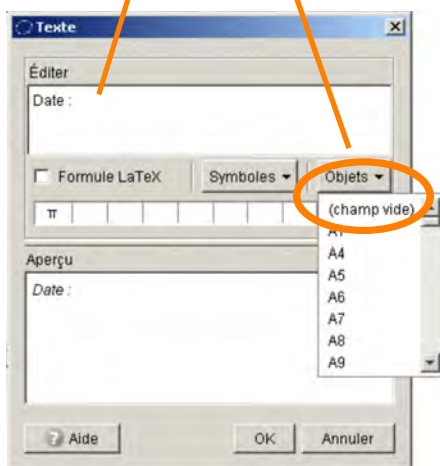 Texte
Éditer
Date :
Formule LaTeX Symboles Objets
π
(champ vide)
A1
A4
A5
A6
A7
A8
A9
Aperçu
Date :
Aide OK Annuler